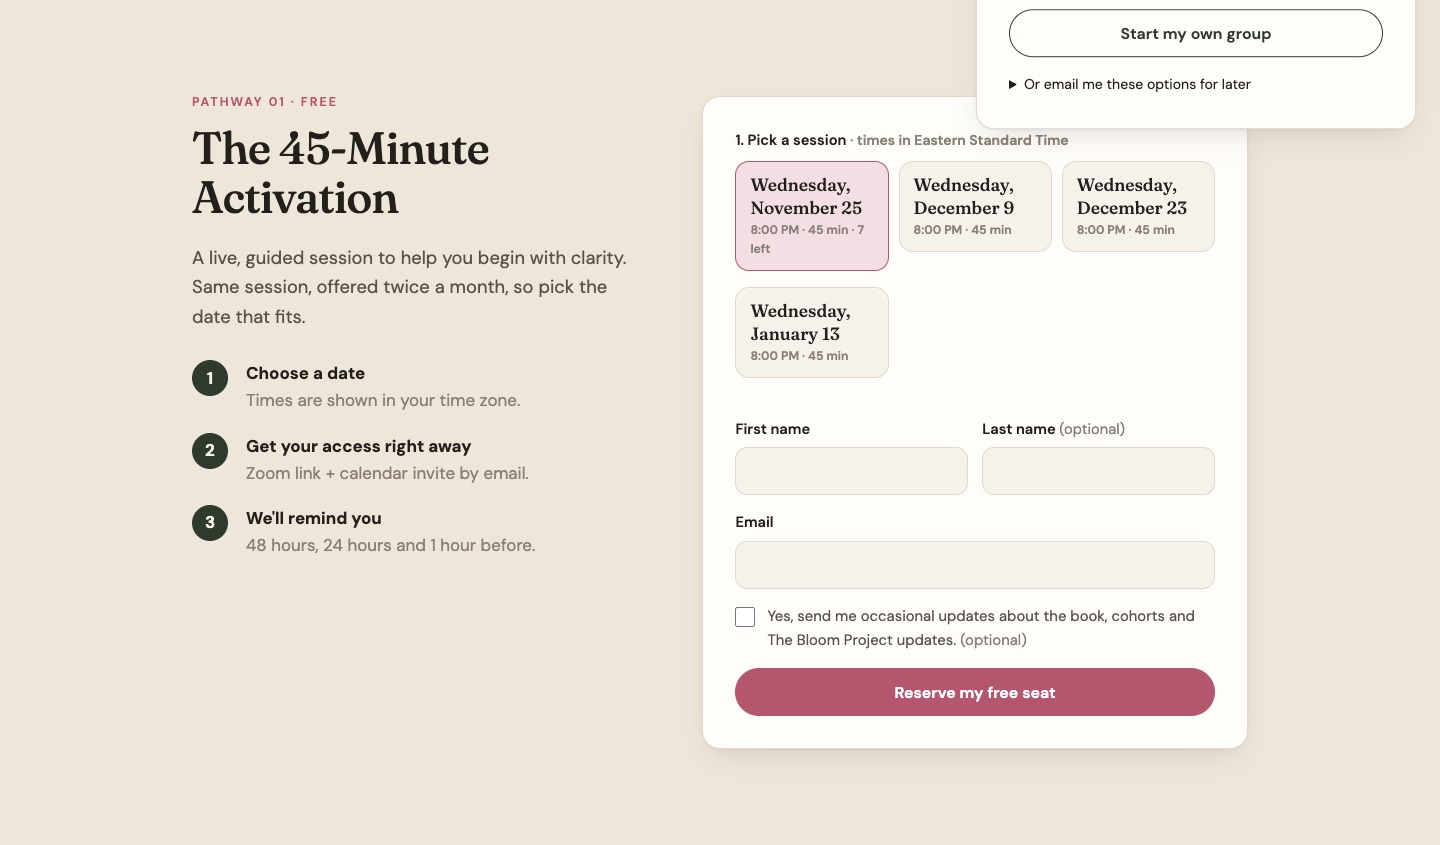 Start my own group
Or email me these options for later
PATHWAY 01 · FREE
The 45-Minute
Activation
A live, guided session to help you begin with clarity.
Same session, offered twice a month, so pick the
date that fits.
1
Choose a date
Times are shown in your time zone.
2
Get your access right away
Zoom link + calendar invite by email.
3
We'll remind you
48 hours, 24 hours and 1 hour before.
1. Pick a session · times in Eastern Standard Time
Wednesday,
November 25
8:00 PM · 45 min · 7
left
Wednesday,
December 9
8:00 PM · 45 min
Wednesday,
December 23
8:00 PM · 45 min
Wednesday,
January 13
8:00 PM · 45 min
First name
Last name (optional)
Email
Yes, send me occasional updates about the book, cohorts and
The Bloom Project updates. (optional)
Reserve my free seat